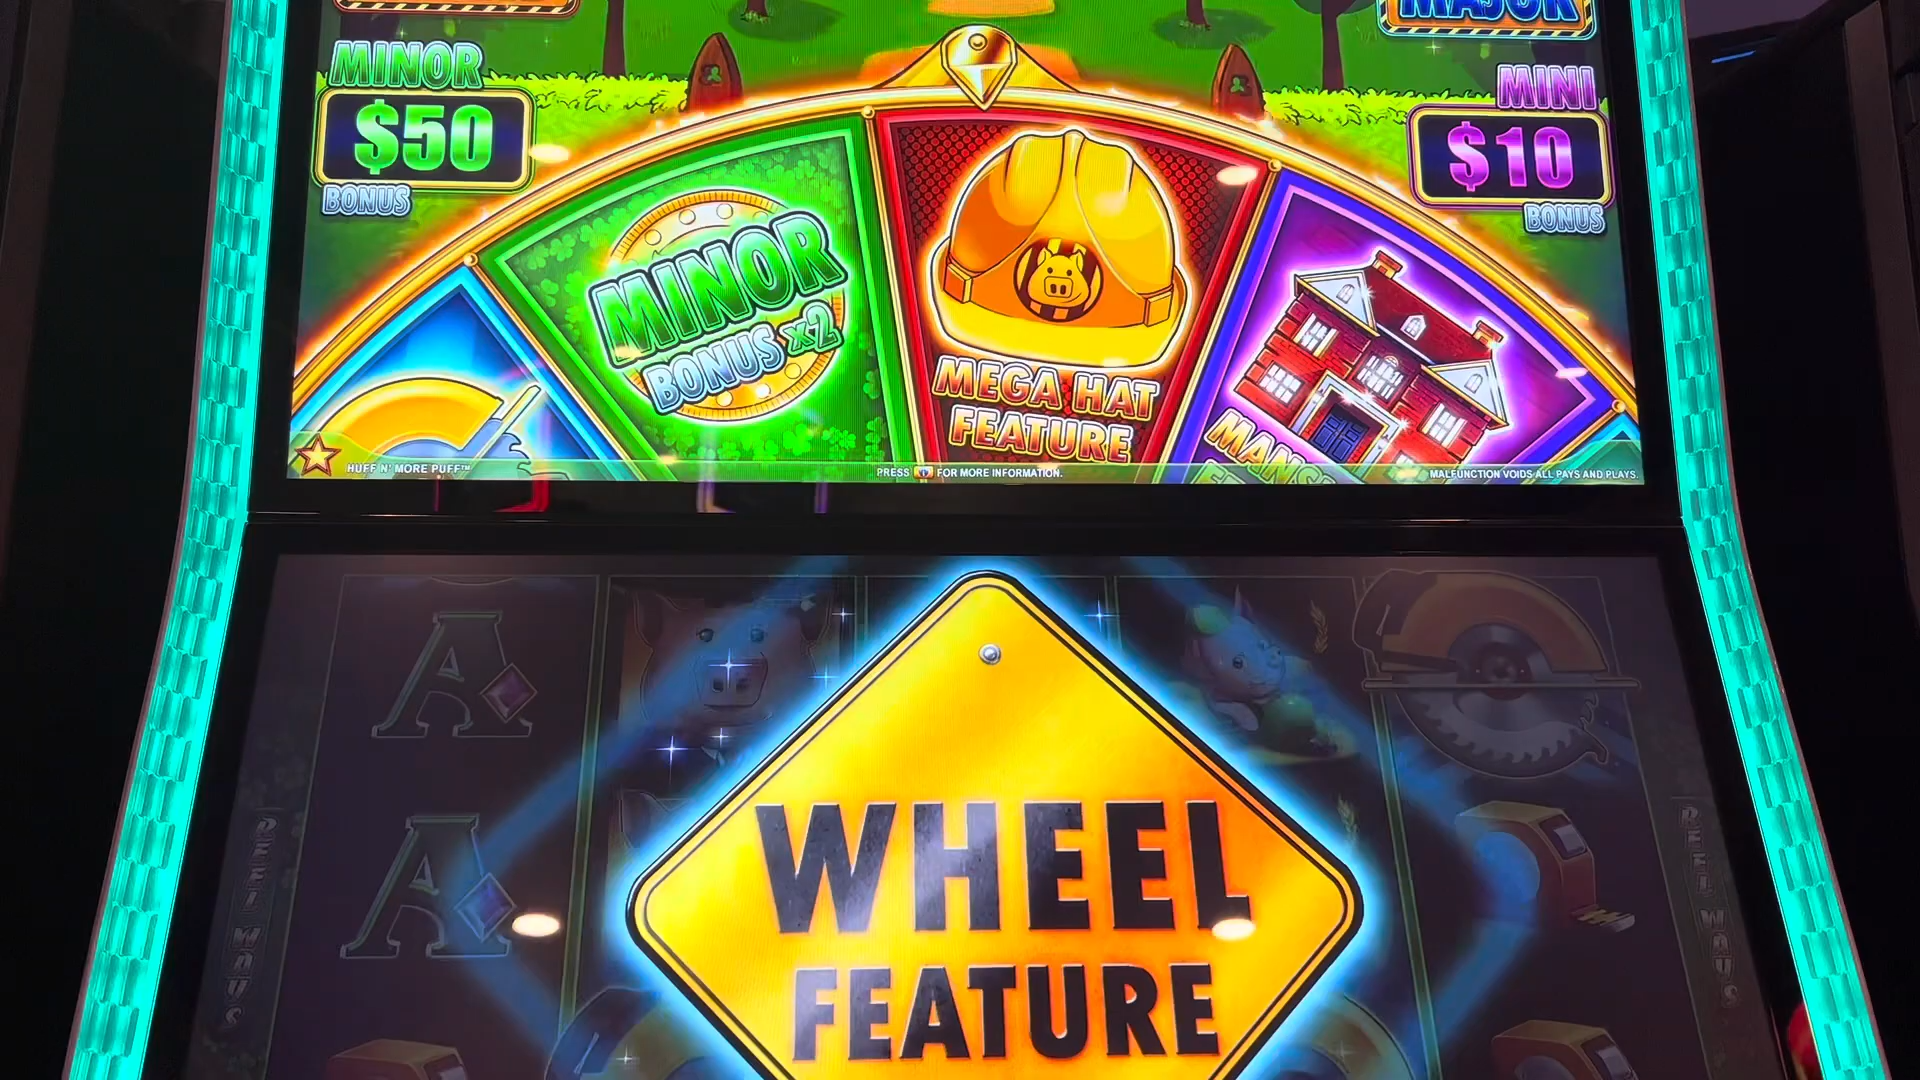 MAJOR
MINOR
$50
BONUS
MINI
$10
BONUS
MINOR
BONUS x2
MEGA HAT
FEATURE
HUFF N' MORE PUFF™
PRESS
FOR MORE INFORMATION.
MALFUNCTION VOIDS ALL PAYS AND PLAYS.
A
A
WHEEL
FEATURE